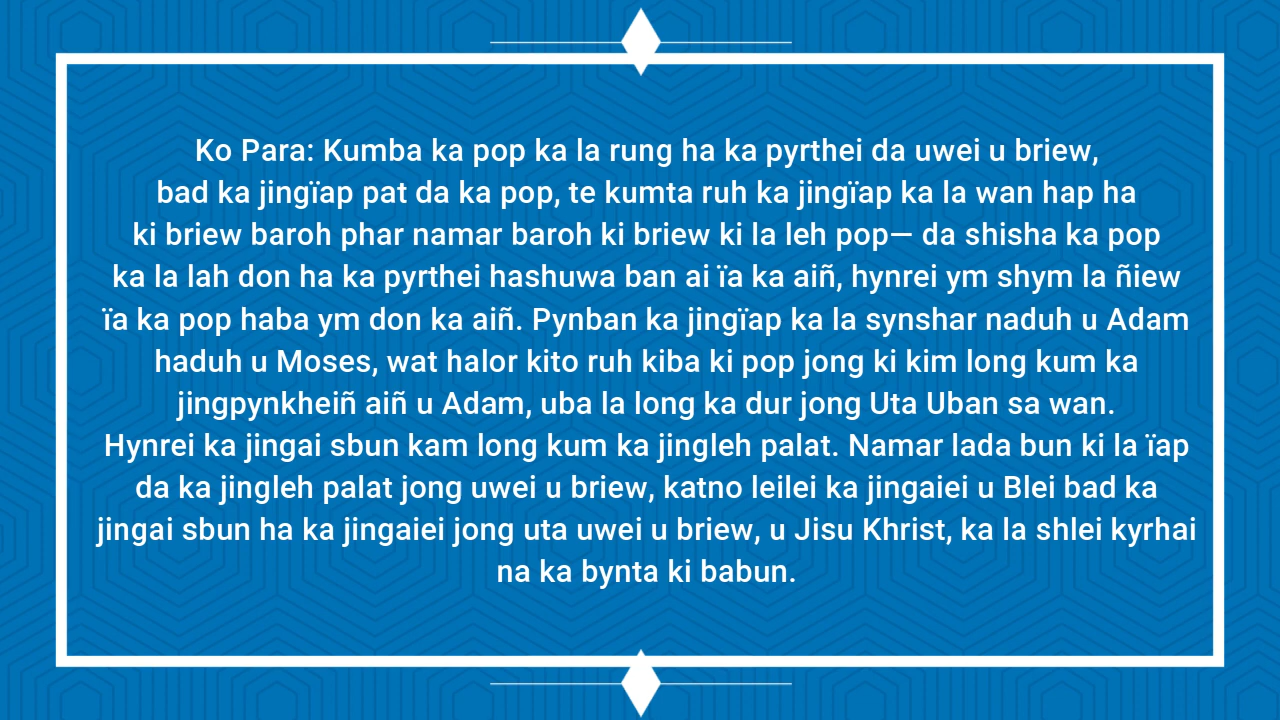 Ko Para: Kumba ka pop ka la rung ha ka pyrthei da uwei u briew,
bad ka jingïap pat da ka pop, te kumta ruh ka jingïap ka la wan hap ha
ki briew baroh phar namar baroh ki briew ki la leh pop— da shisha ka pop
ka la lah don ha ka pyrthei hashuwa ban ai ïa ka aiñ, hynrei ym shym la ñiew
ïa ka pop haba ym don ka aiñ. Pynban ka jingïap ka la synshar naduh u Adam
haduh u Moses, wat halor kito ruh kiba ki pop jong ki kim long kum ka
jingpynkheiñ aiñ u Adam, uba la long ka dur jong Uta Uban sa wan.
Hynrei ka jingai sbun kam long kum ka jingleh palat. Namar lada bun ki la ïap
da ka jingleh palat jong uwei u briew, katno leilei ka jingaiei u Blei bad ka
jingai sbun ha ka jingaiei jong uta uwei u briew, u Jisu Khrist, ka la shlei kyrhai
na ka bynta ki babun.